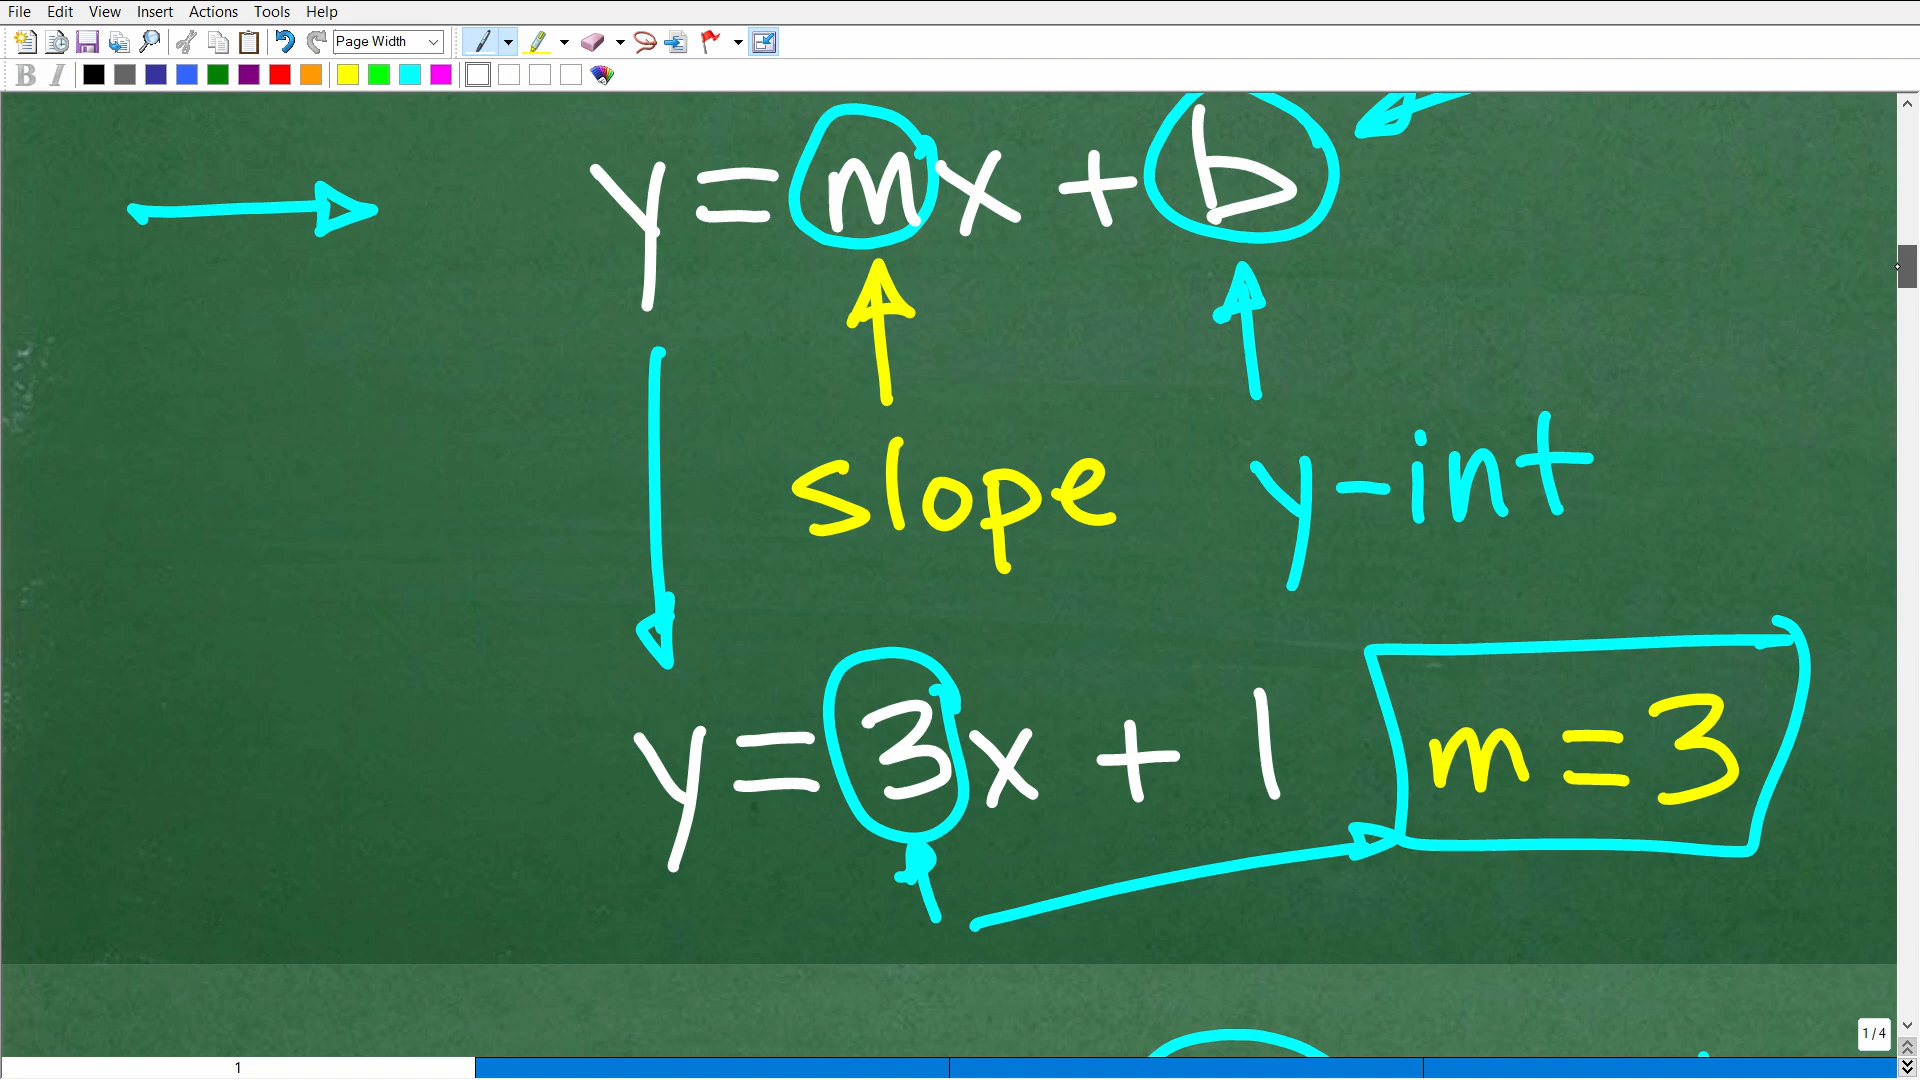 File Edit View Insert Actions Tools Help
Page Width
B I
y = mx + b
slope y-int
y = 3x + 1 m = 3
1 / 4
1